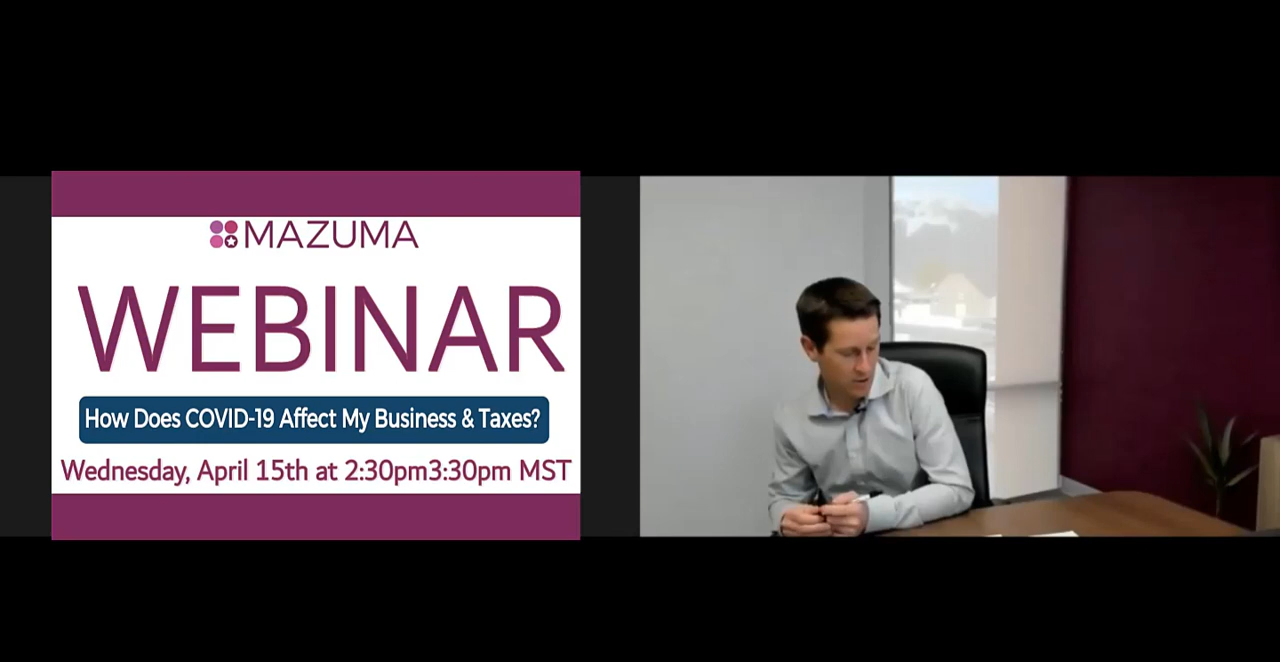 MAZUMA
WEBINAR
How Does COVID-19 Affect My Business & Taxes?
Wednesday, April 15th at 2:30pm3:30pm MST